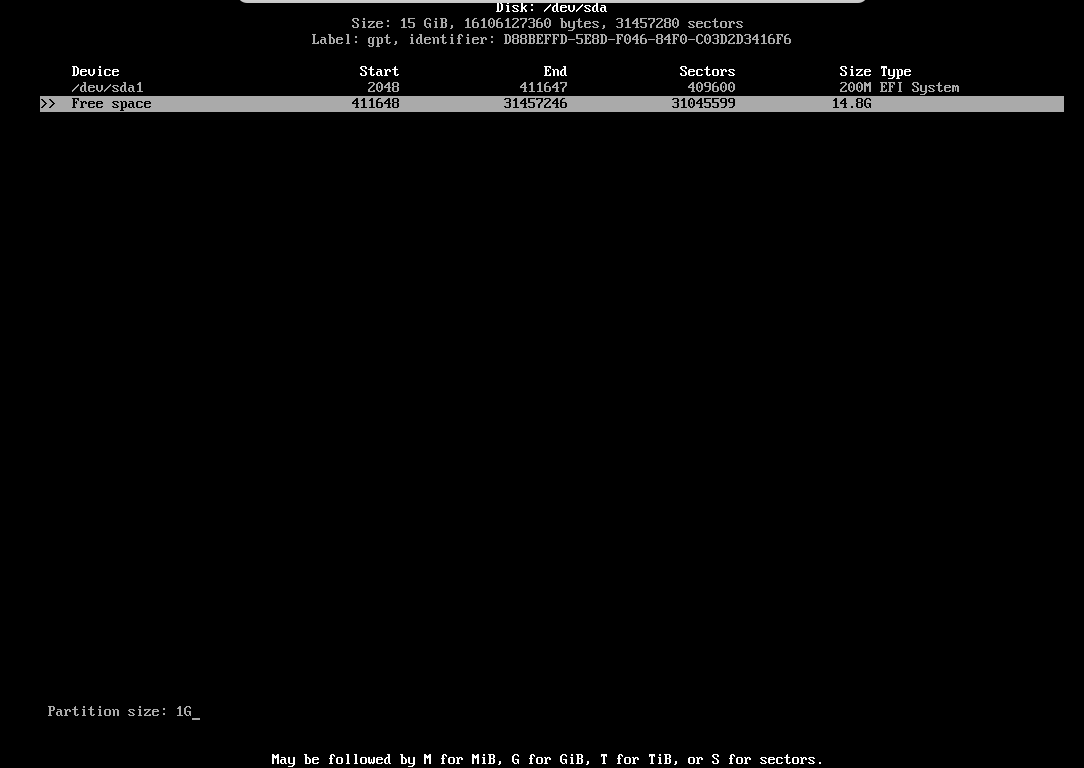 Disk: /dev/sda
Size: 15 GiB, 16106127360 bytes, 31457280 sectors
Label: gpt, identifier: D88BEFFD-5E8D-F046-84F0-C03D2D3416F6
Device Start End Sectors Size Type
/dev/sda1 2048 411647 409600 200M EFI System
>> Free space 411648 31457246 31045599 14.8G
Partition size: 1G_
May be followed by M for MiB, G for GiB, T for TiB, or S for sectors.